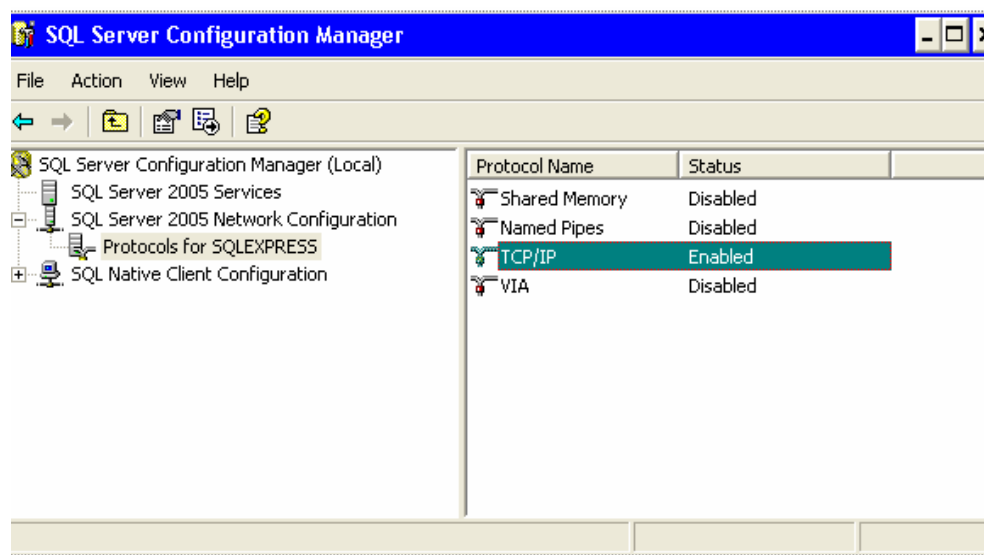 SQL Server Configuration Manager
File Action View Help
SQL Server Configuration Manager (Local)
SQL Server 2005 Services
SQL Server 2005 Network Configuration
Protocols for SQLEXPRESS
SQL Native Client Configuration
Protocol Name Status
Shared Memory Disabled
Named Pipes Disabled
TCP/IP Enabled
VIA Disabled